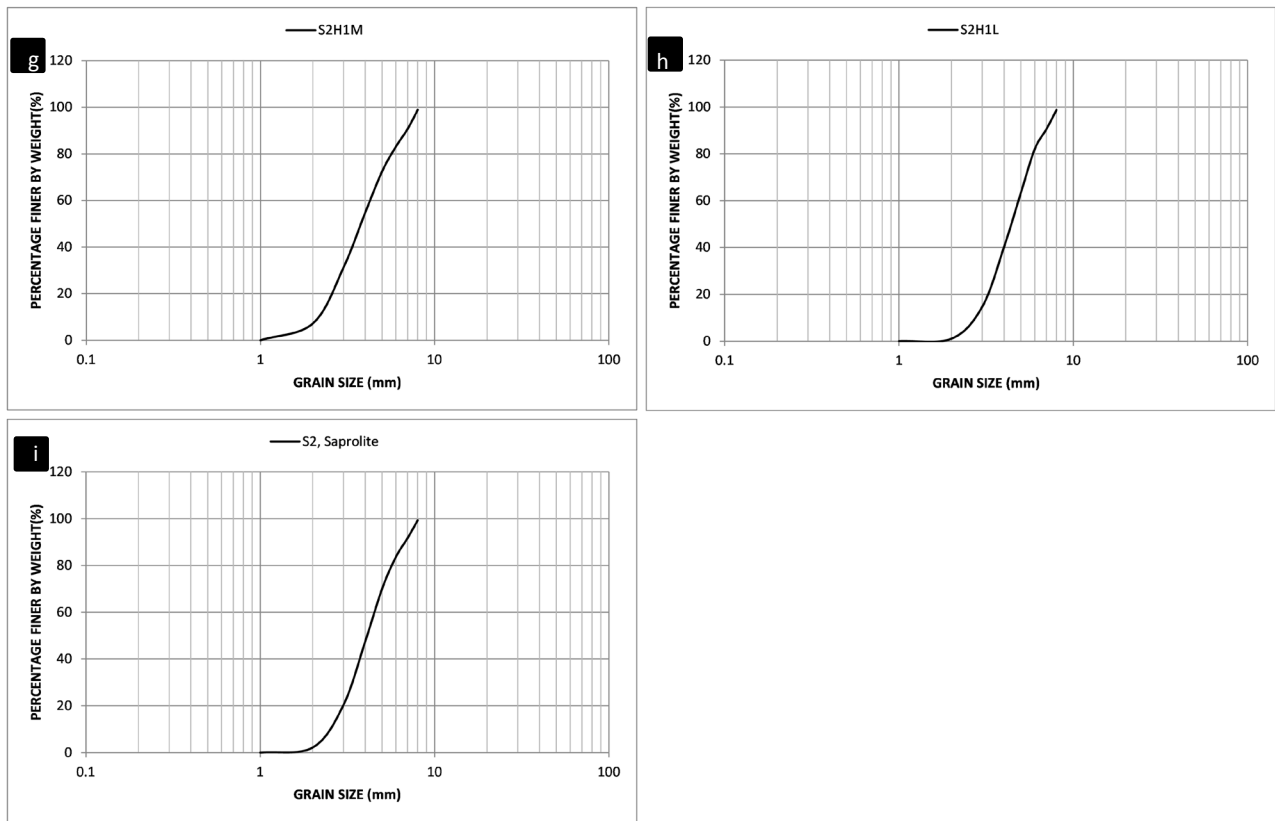 S2H1M
g
120
100
80
60
40
20
0
0.1 1 10 100
PERCENTAGE FINER BY WEIGHT(%)
GRAIN SIZE (mm)
S2H1L
h
120
100
80
60
40
20
0
0.1 1 10 100
PERCENTAGE FINER BY WEIGHT(%)
GRAIN SIZE (mm)
S2, Saprolite
i
120
100
80
60
40
20
0
0.1 1 10 100
PERCENTAGE FINER BY WEIGHT(%)
GRAIN SIZE (mm)